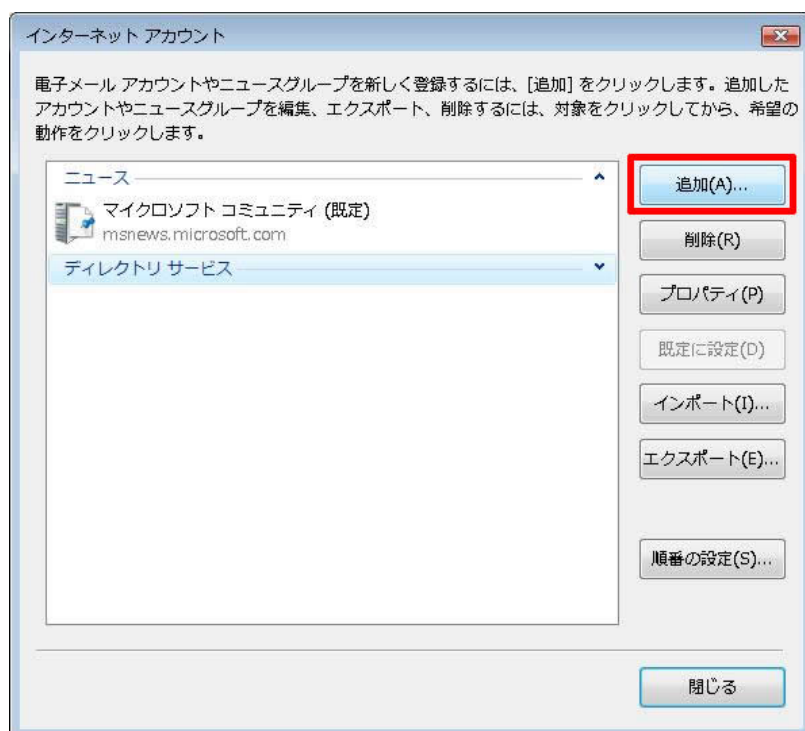 インターネット アカウント
電子メール アカウントやニュースグループを新しく登録するには、[追加] をクリックします。追加した
アカウントやニュースグループを編集、エクスポート、削除するには、対象をクリックしてから、希望の
動作をクリックします。
ニュース
マイクロソフト コミュニティ (既定)
msnews.microsoft.com
ディレクトリ サービス
追加(A)...
削除(R)
プロパティ(P)
既定に設定(D)
インポート(I)...
エクスポート(E)...
順番の設定(S)...
閉じる